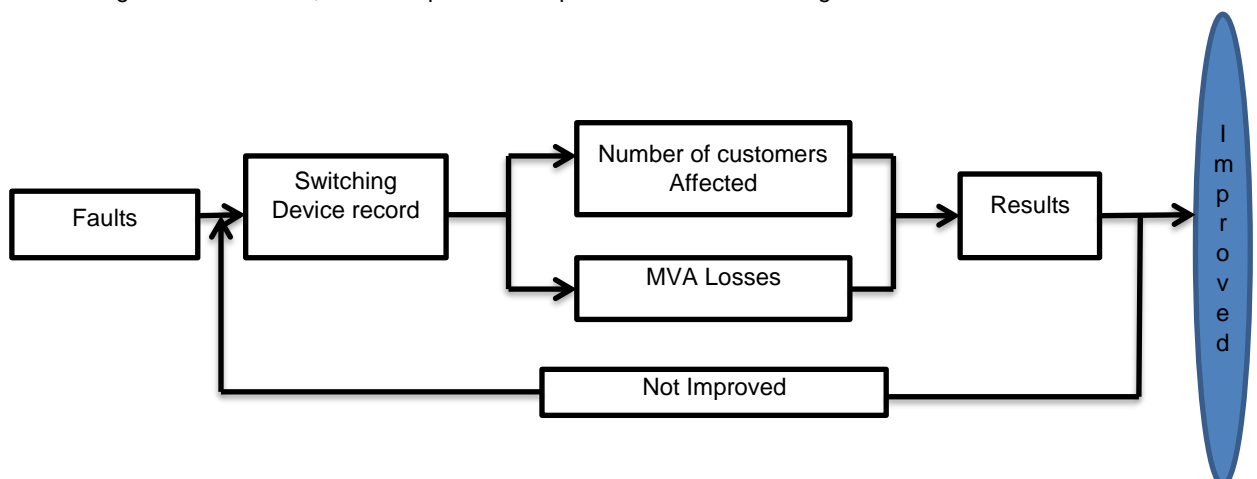 Number of customers
Affected
Switching
Device record
Faults
Results
MVA Losses
Not Improved
I
m
p
r
o
v
e
d